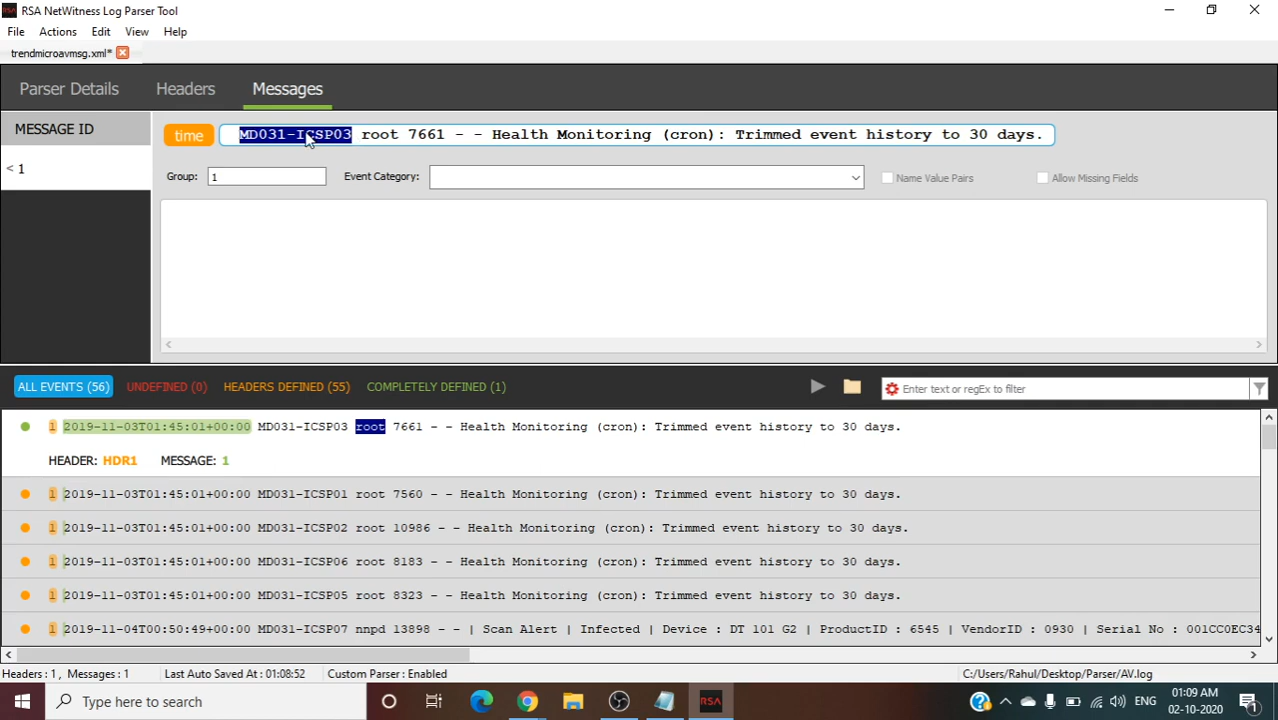 RSA RSA NetWitness Log Parser Tool
File Actions Edit View Help
trendmicroavmsg.xml*
Parser Details Headers Messages
MESSAGE ID
< 1
time MD031-ICSP03 root 7661 - - Health Monitoring (cron): Trimmed event history to 30 days.
Group: 1 Event Category: Name Value Pairs Allow Missing Fields
ALL EVENTS (56) UNDEFINED (0) HEADERS DEFINED (55) COMPLETELY DEFINED (1) Enter text or regEx to filter
1 2019-11-03T01:45:01+00:00 MD031-ICSP03 root 7661 - - Health Monitoring (cron): Trimmed event history to 30 days.
HEADER: HDR1 MESSAGE: 1
1 2019-11-03T01:45:01+00:00 MD031-ICSP01 root 7560 - - Health Monitoring (cron): Trimmed event history to 30 days.
1 2019-11-03T01:45:01+00:00 MD031-ICSP02 root 10986 - - Health Monitoring (cron): Trimmed event history to 30 days.
1 2019-11-03T01:45:01+00:00 MD031-ICSP06 root 8183 - - Health Monitoring (cron): Trimmed event history to 30 days.
1 2019-11-03T01:45:01+00:00 MD031-ICSP05 root 8323 - - Health Monitoring (cron): Trimmed event history to 30 days.
1 2019-11-04T00:50:49+00:00 MD031-ICSP07 nnpd 13898 - - | Scan Alert | Infected | Device : DT 101 G2 | ProductID : 6545 | VendorID : 0930 | Serial No : 001CC0EC34
Headers : 1 , Messages : 1 Last Auto Saved At : 01:08:52 Custom Parser : Enabled C:/Users/Rahul/Desktop/Parser/AV.log
Type here to search RSA ENG 01:09 AM
02-10-2020 1